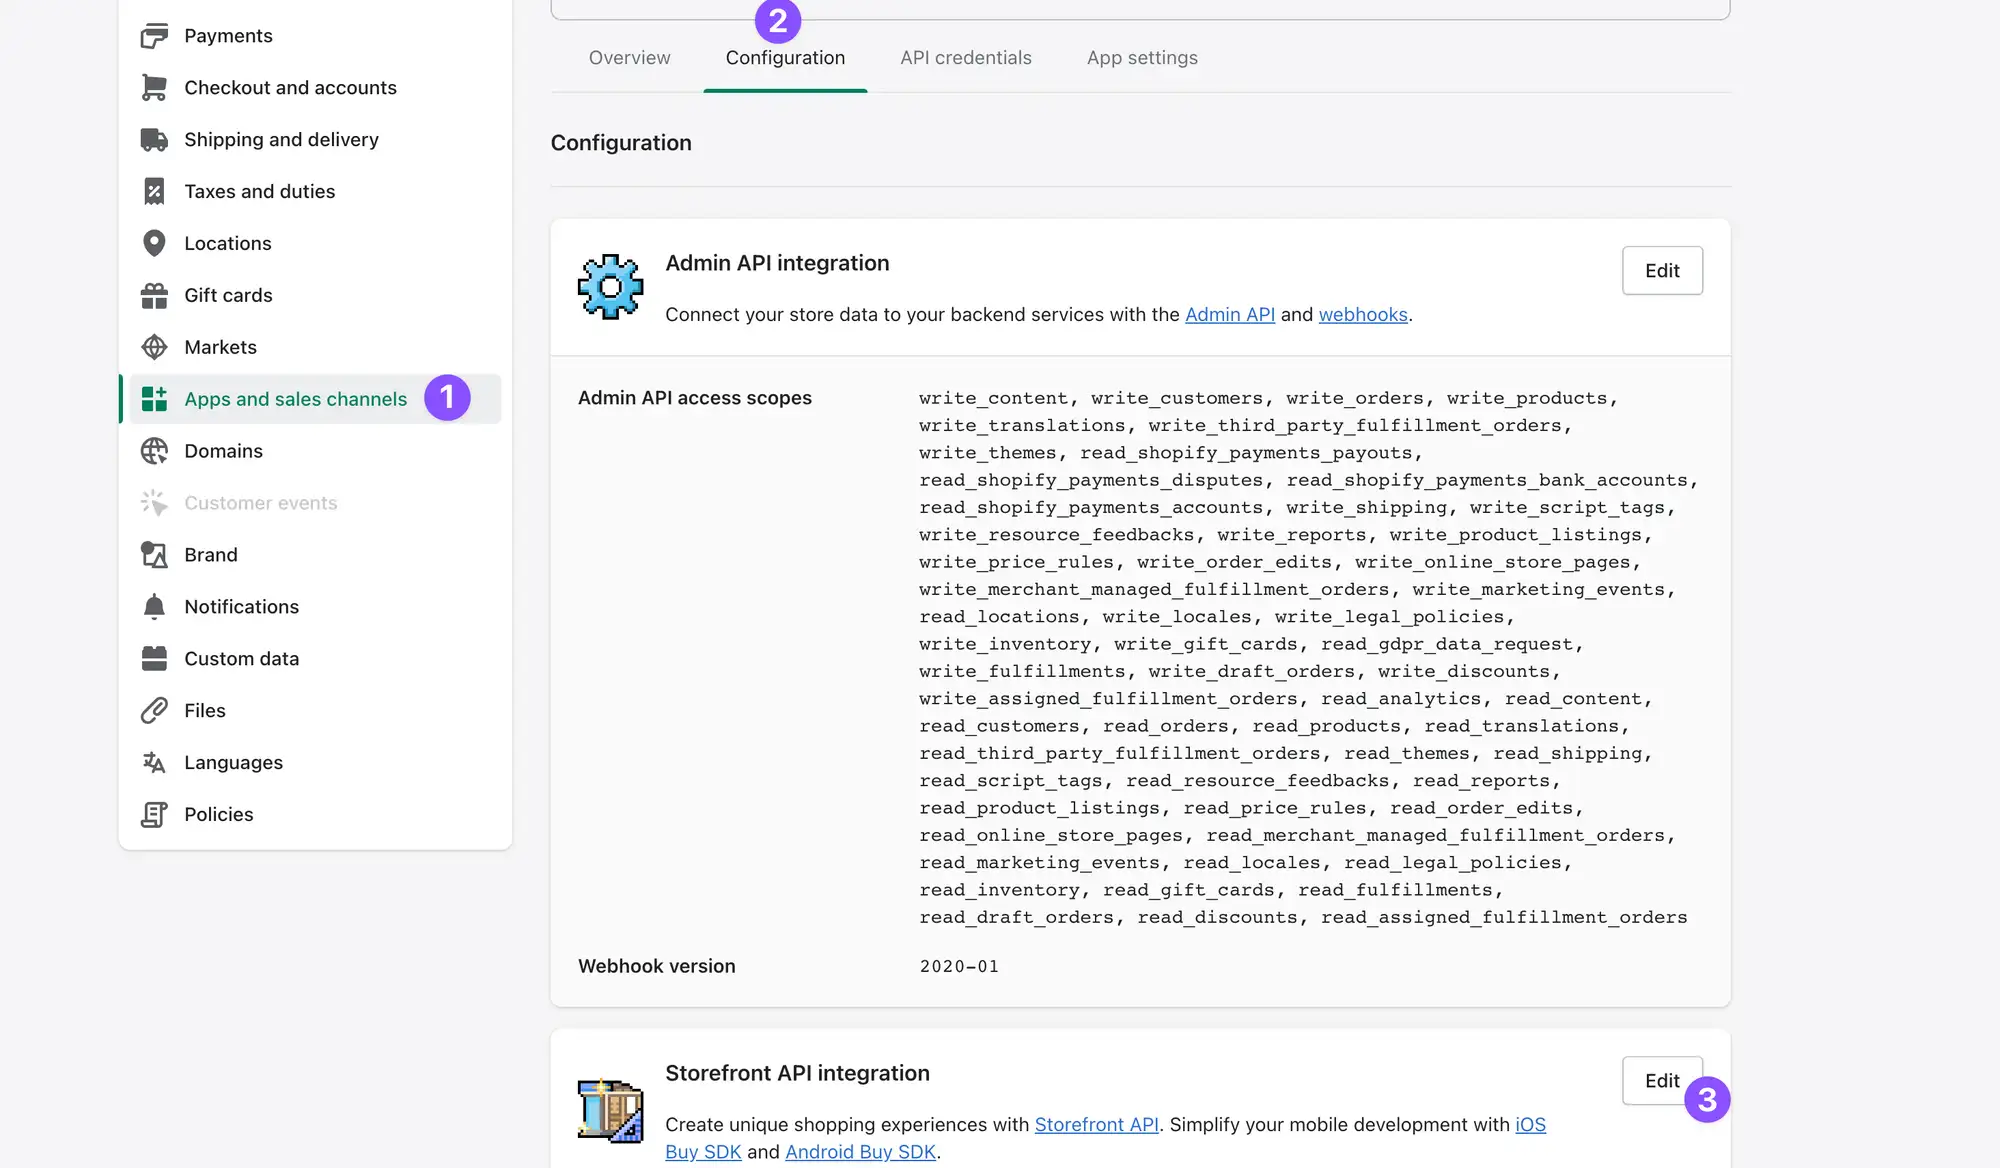 Payments
Checkout and accounts
Shipping and delivery
Taxes and duties
Locations
Gift cards
Markets
Apps and sales channels 1
Domains
Customer events
Brand
Notifications
Custom data
Files
Languages
Policies
2
Overview Configuration API credentials App settings
Configuration
Admin API integration
Edit
Connect your store data to your backend services with the Admin API and webhooks.
Admin API access scopes
write_content, write_customers, write_orders, write_products,
write_translations, write_third_party_fulfillment_orders,
write_themes, read_shopify_payments_payouts,
read_shopify_payments_disputes, read_shopify_payments_bank_accounts,
read_shopify_payments_accounts, write_shipping, write_script_tags,
write_resource_feedbacks, write_reports, write_product_listings,
write_price_rules, write_order_edits, write_online_store_pages,
write_merchant_managed_fulfillment_orders, write_marketing_events,
read_locations, write_locales, write_legal_policies,
write_inventory, write_gift_cards, read_gdpr_data_request,
write_fulfillments, write_draft_orders, write_discounts,
write_assigned_fulfillment_orders, read_analytics, read_content,
read_customers, read_orders, read_products, read_translations,
read_third_party_fulfillment_orders, read_themes, read_shipping,
read_script_tags, read_resource_feedbacks, read_reports,
read_product_listings, read_price_rules, read_order_edits,
read_online_store_pages, read_merchant_managed_fulfillment_orders,
read_marketing_events, read_locales, read_legal_policies,
read_inventory, read_gift_cards, read_fulfillments,
read_draft_orders, read_discounts, read_assigned_fulfillment_orders
Webhook version 2020-01
Storefront API integration
Edit
3
Create unique shopping experiences with Storefront API. Simplify your mobile development with iOS
Buy SDK and Android Buy SDK.